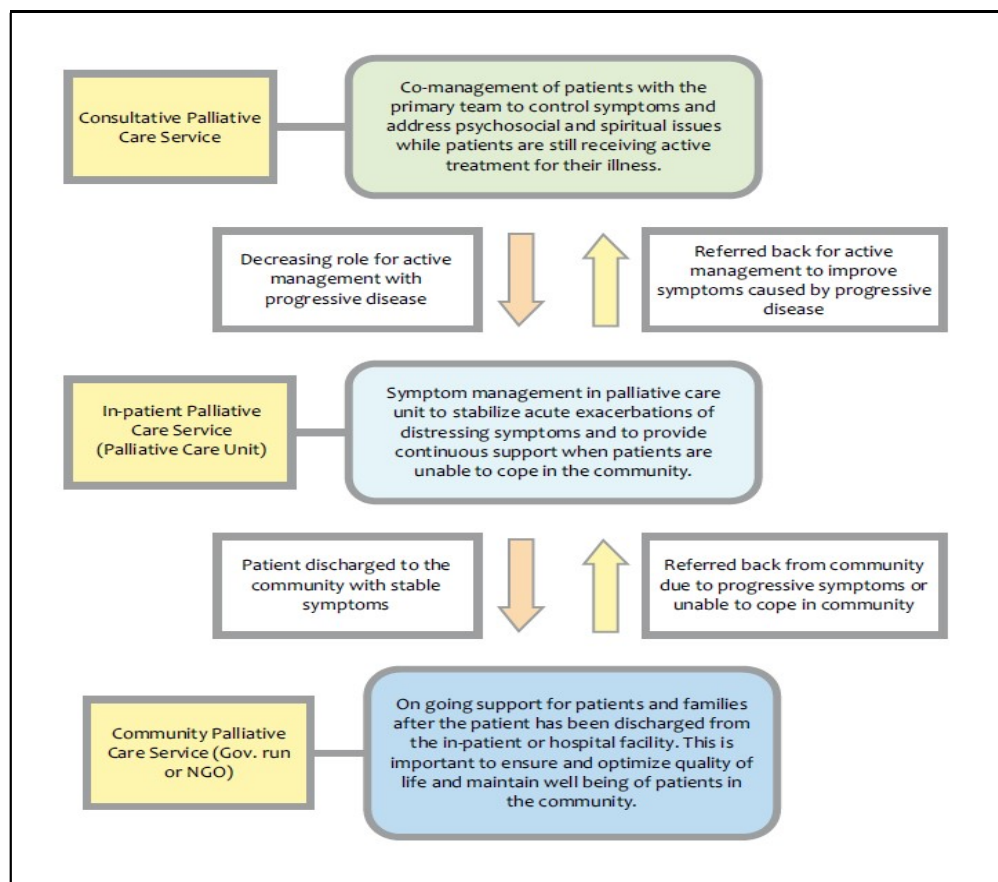 Consultative Palliative
Care Service
Co-management of patients with the
primary team to control symptoms and
address psychosocial and spiritual issues
while patients are still receiving active
treatment for their illness.
Decreasing role for active
management with
progressive disease
Referred back for active
management to improve
symptoms caused by progressive
disease
In-patient Palliative
Care Service
(Palliative Care Unit)
Symptom management in palliative care
unit to stabilize acute exacerbations of
distressing symptoms and to provide
continuous support when patients are
unable to cope in the community.
Patient discharged to the
community with stable
symptoms
Referred back from community
due to progressive symptoms or
unable to cope in community
Community Palliative
Care Service (Gov. run
or NGO)
On going support for patients and families
after the patient has been discharged from
the in-patient or hospital facility. This is
important to ensure and optimize quality of
life and maintain well being of patients in
the community.